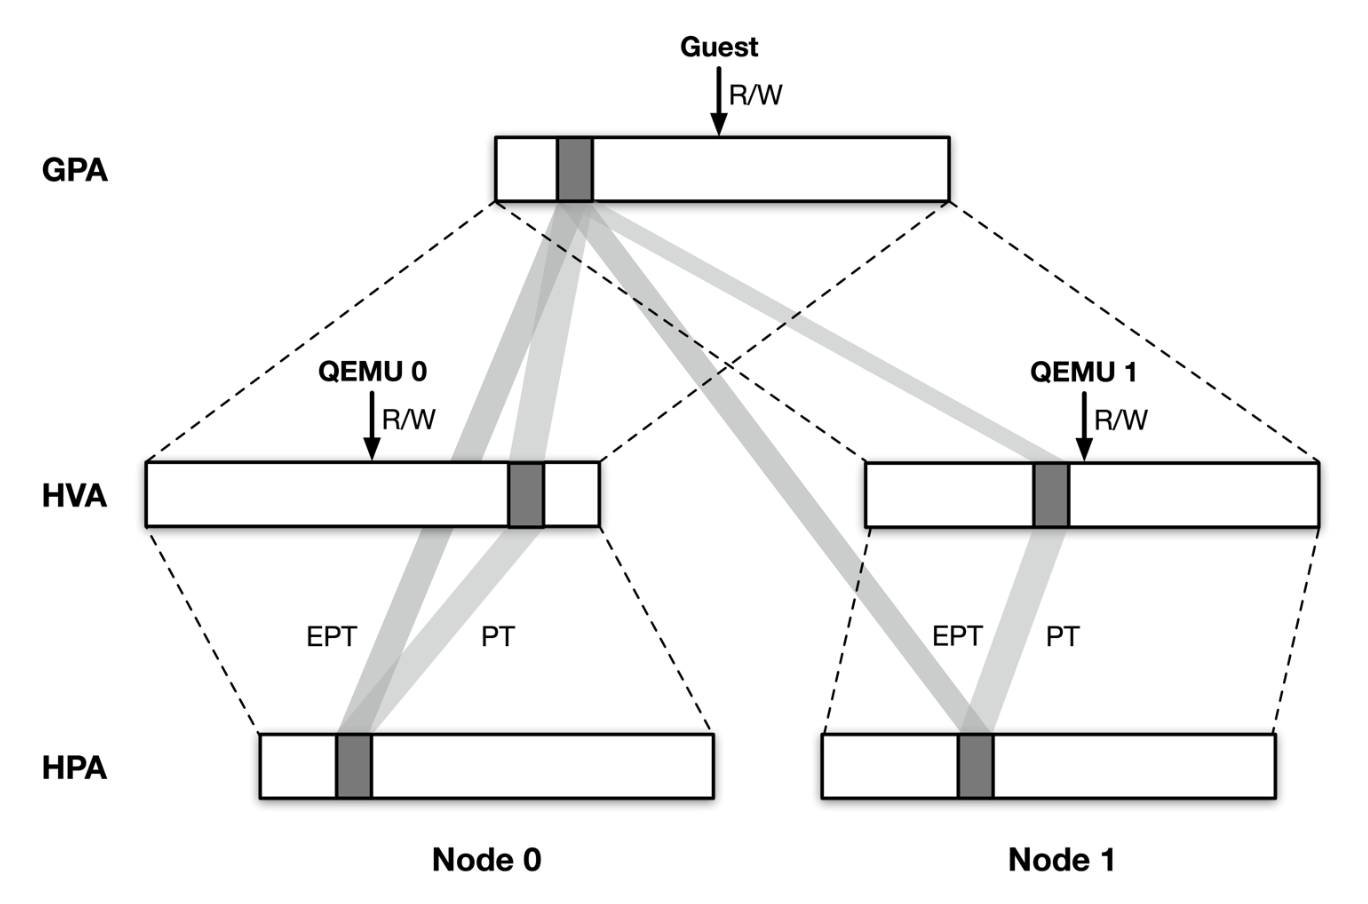 Guest
R/W
GPA
QEMU 0
QEMU 1
R/W
R/W
HVA
EPT
PT
EPT
PT
HPA
Node 0
Node 1